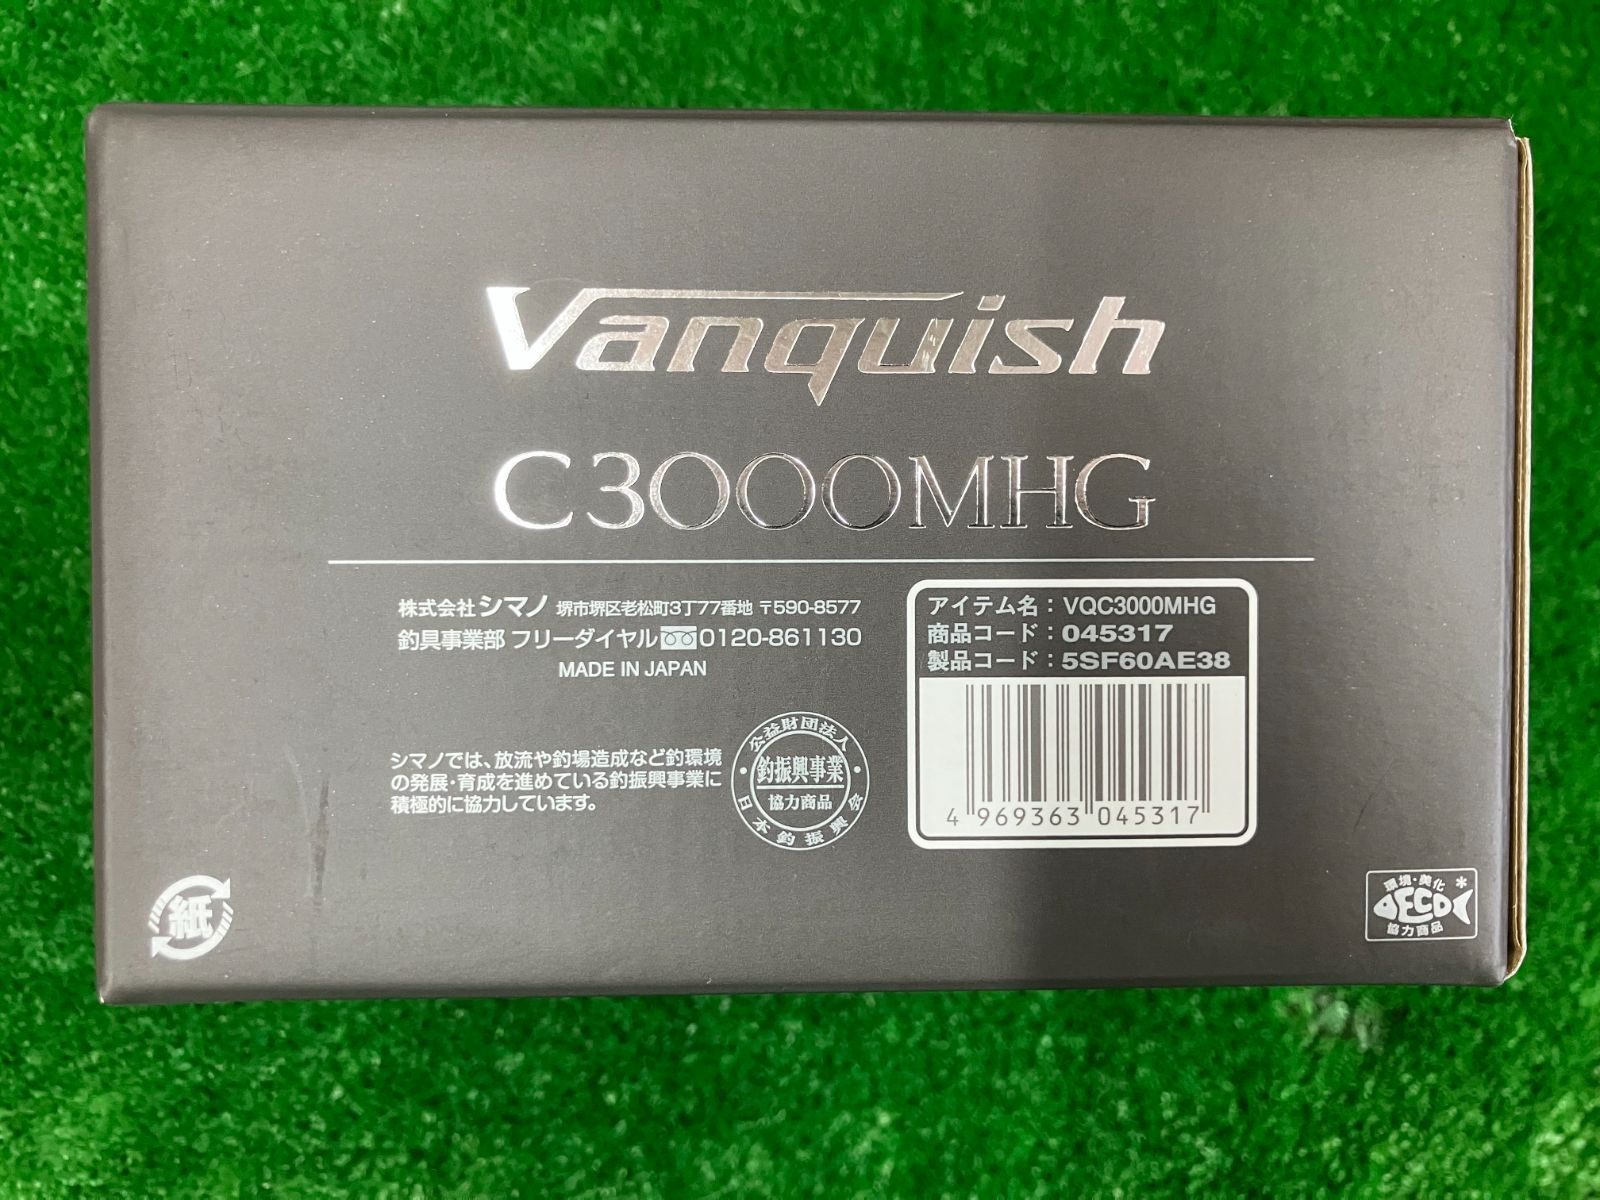 Vanquish
C3000MHG
株式会社 シマノ 堺市堺区老松町3丁77番地 〒590-8577
釣具事業部 フリーダイヤル 0120-861130
MADE IN JAPAN
シマノでは、放流や釣場造成など釣環境
の発展・育成を進めている釣振興事業に
積極的に協力しています。
公益財団法人
釣振興事業
協力商品
日本釣振興会
アイテム名：VQC3000MHG
商品コード：045317
製品コード：5SF60AE38
4 969363 045317
紙
環境・美化
ECO
協力商品